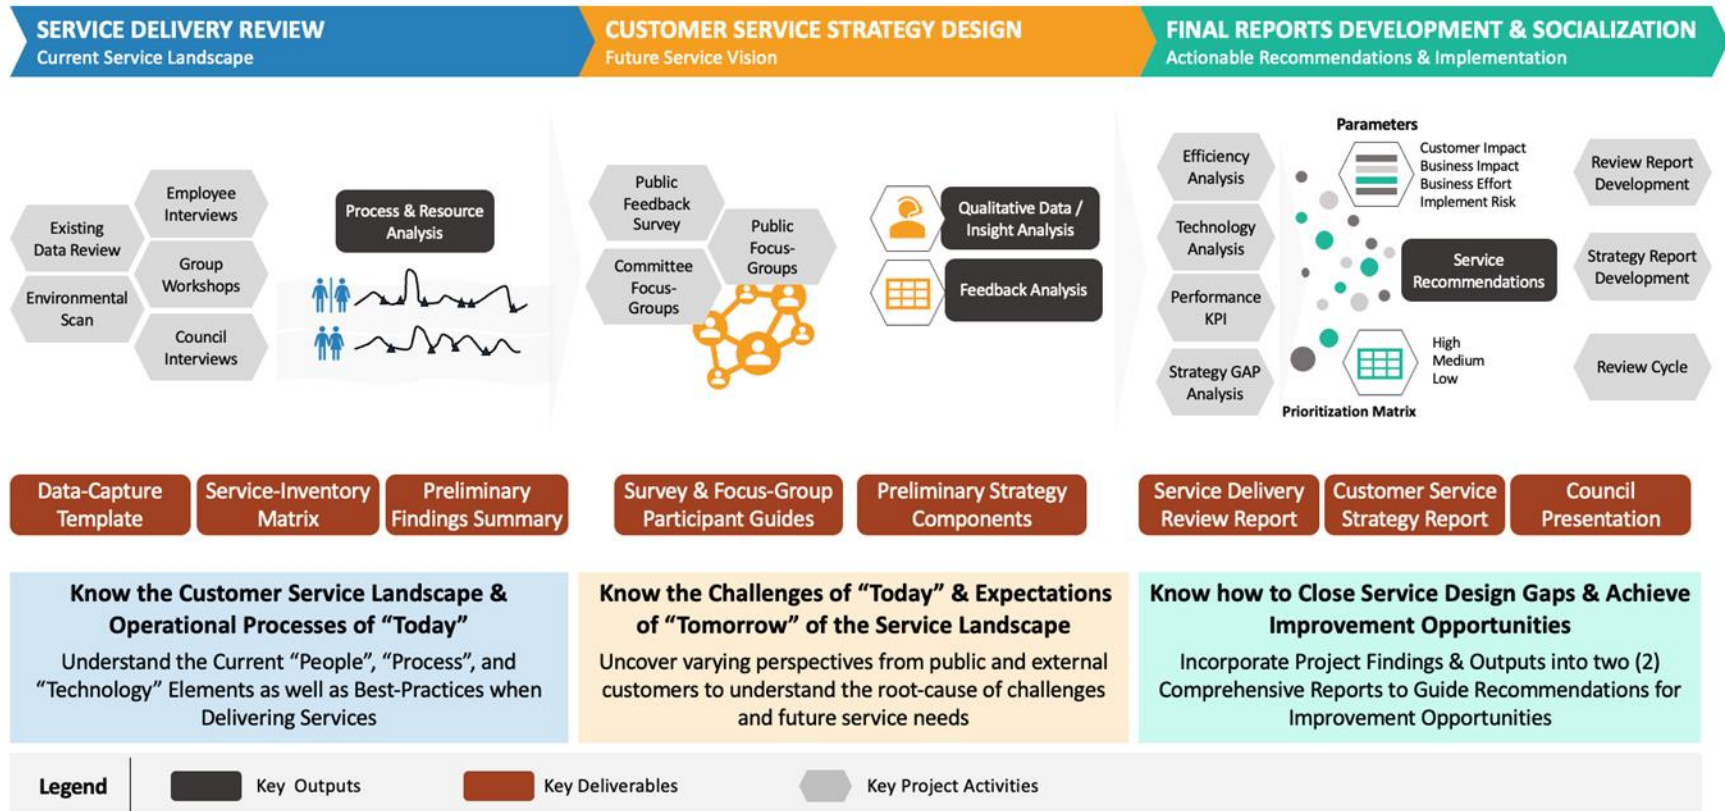 SERVICE DELIVERY REVIEW
Current Service Landscape
CUSTOMER SERVICE STRATEGY DESIGN
Future Service Vision
FINAL REPORTS DEVELOPMENT & SOCIALIZATION
Actionable Recommendations & Implementation
Existing
Data Review
Environmental
Scan
Employee
Interviews
Group
Workshops
Council
Interviews
Process & Resource
Analysis
Public
Feedback
Survey
Committee
Focus-
Groups
Public
Focus-
Groups
Qualitative Data /
Insight Analysis
Feedback Analysis
Efficiency
Analysis
Technology
Analysis
Performance
KPI
Strategy GAP
Analysis
Parameters
Customer Impact
Business Impact
Business Effort
Implement Risk
Service
Recommendations
High
Medium
Low
Prioritization Matrix
Review Report
Development
Strategy Report
Development
Review Cycle
Data-Capture
Template
Service-Inventory
Matrix
Preliminary
Findings Summary
Survey & Focus-Group
Participant Guides
Preliminary Strategy
Components
Service Delivery
Review Report
Customer Service
Strategy Report
Council
Presentation
Know the Customer Service Landscape &
Operational Processes of “Today”
Understand the Current “People”, “Process”, and
“Technology” Elements as well as Best-Practices when
Delivering Services
Know the Challenges of “Today” & Expectations
of “Tomorrow” of the Service Landscape
Uncover varying perspectives from public and external
customers to understand the root-cause of challenges
and future service needs
Know how to Close Service Design Gaps & Achieve
Improvement Opportunities
Incorporate Project Findings & Outputs into two (2)
Comprehensive Reports to Guide Recommendations for
Improvement Opportunities
Legend
Key Outputs
Key Deliverables
Key Project Activities